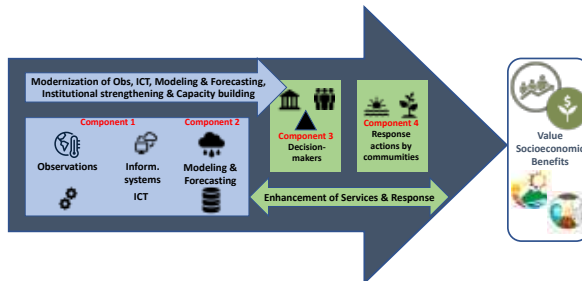 Modernization of Obs, ICT, Modeling & Forecasting,
Institutional strengthening & Capacity building
Component 1
Component 2
Observations
Inform.
systems
ICT
Modeling &
Forecasting
Component 3
Decision-
makers
Component 4
Response
actions by
communities
Enhancement of Services & Response
Value
Socioeconomic
Benefits